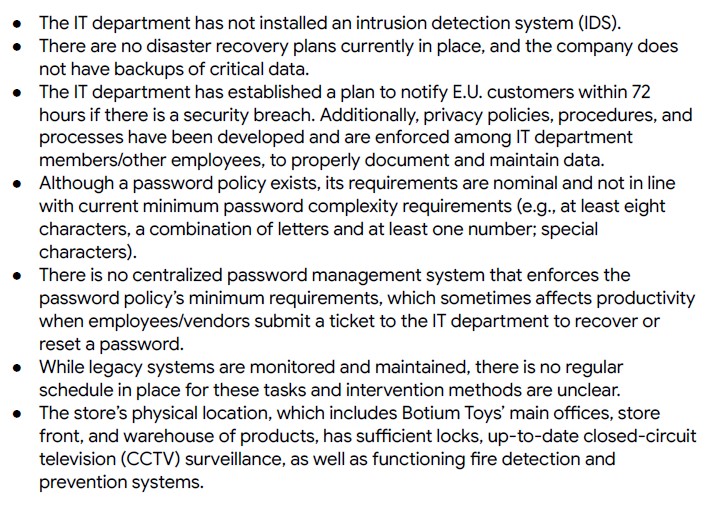 ● The IT department has not installed an intrusion detection system (IDS).
● There are no disaster recovery plans currently in place, and the company does
not have backups of critical data.
● The IT department has established a plan to notify E.U. customers within 72
hours if there is a security breach. Additionally, privacy policies, procedures, and
processes have been developed and are enforced among IT department
members/other employees, to properly document and maintain data.
● Although a password policy exists, its requirements are nominal and not in line
with current minimum password complexity requirements (e.g., at least eight
characters, a combination of letters and at least one number; special
characters).
● There is no centralized password management system that enforces the
password policy’s minimum requirements, which sometimes affects productivity
when employees/vendors submit a ticket to the IT department to recover or
reset a password.
● While legacy systems are monitored and maintained, there is no regular
schedule in place for these tasks and intervention methods are unclear.
● The store’s physical location, which includes Botium Toys’ main offices, store
front, and warehouse of products, has sufficient locks, up-to-date closed-circuit
television (CCTV) surveillance, as well as functioning fire detection and
prevention systems.